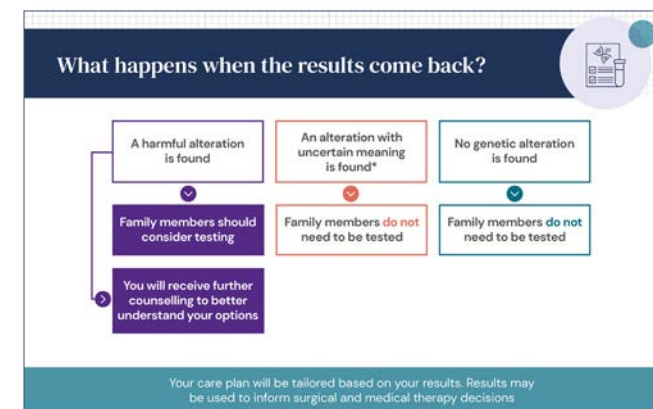 What happens when the results come back?
A harmful alteration
is found
An alteration with
uncertain meaning
is found*
No genetic alteration
is found
Family members should
consider testing
Family members do not
need to be tested
Family members do not
need to be tested
You will receive further
counselling to better
understand your options
Your care plan will be tailored based on your results. Results may
be used to inform surgical and medical therapy decisions